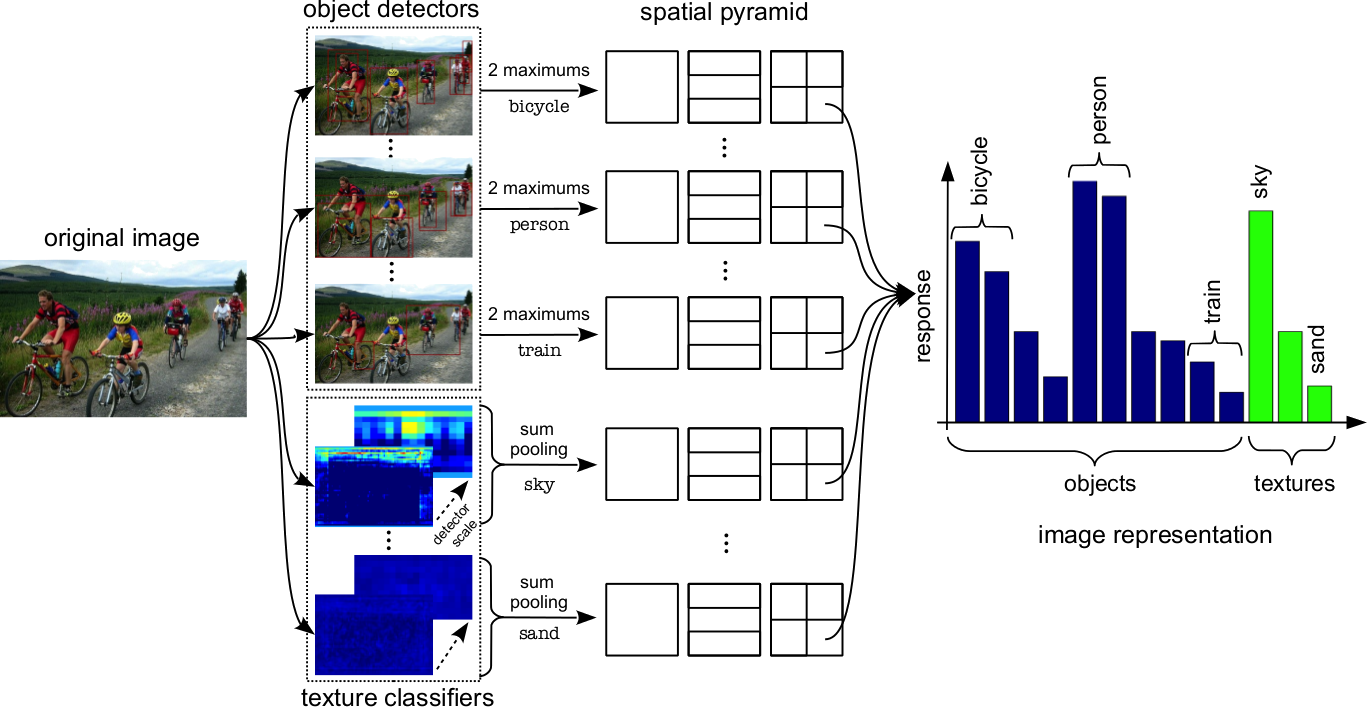 object detectors
spatial pyramid
original image
2 maximums
bicycle
2 maximums
person
2 maximums
train
sum
pooling
sky
detector
scale
sum
pooling
sand
texture classifiers
response
bicycle
person
train
sky
sand
objects
textures
image representation